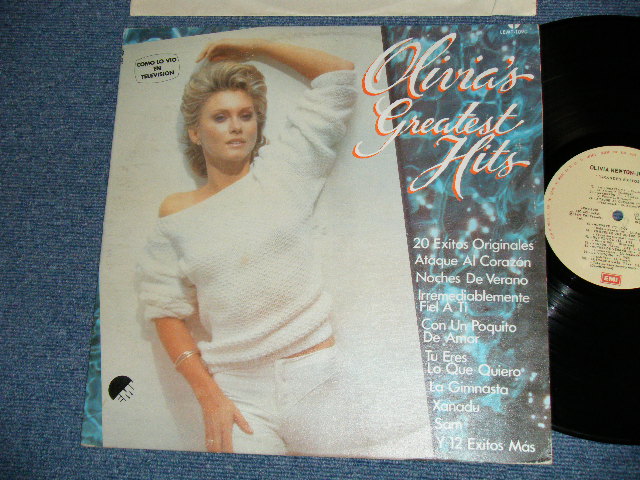 COMO LO VIO
EN
TELEVISION
Olivia's
Greatest
Hits
20 Exitos Originales
Ataque Al Corazón
Noches De Verano
Irremediablemente
Fiel A Ti
Con Un Poquito
De Amor
Tu Eres
Lo Que Quiero
La Gimnasta
Xanadu
Sam
Y 12 Exitos Más
EMI
OLIVIA NEWTON-J
EMI